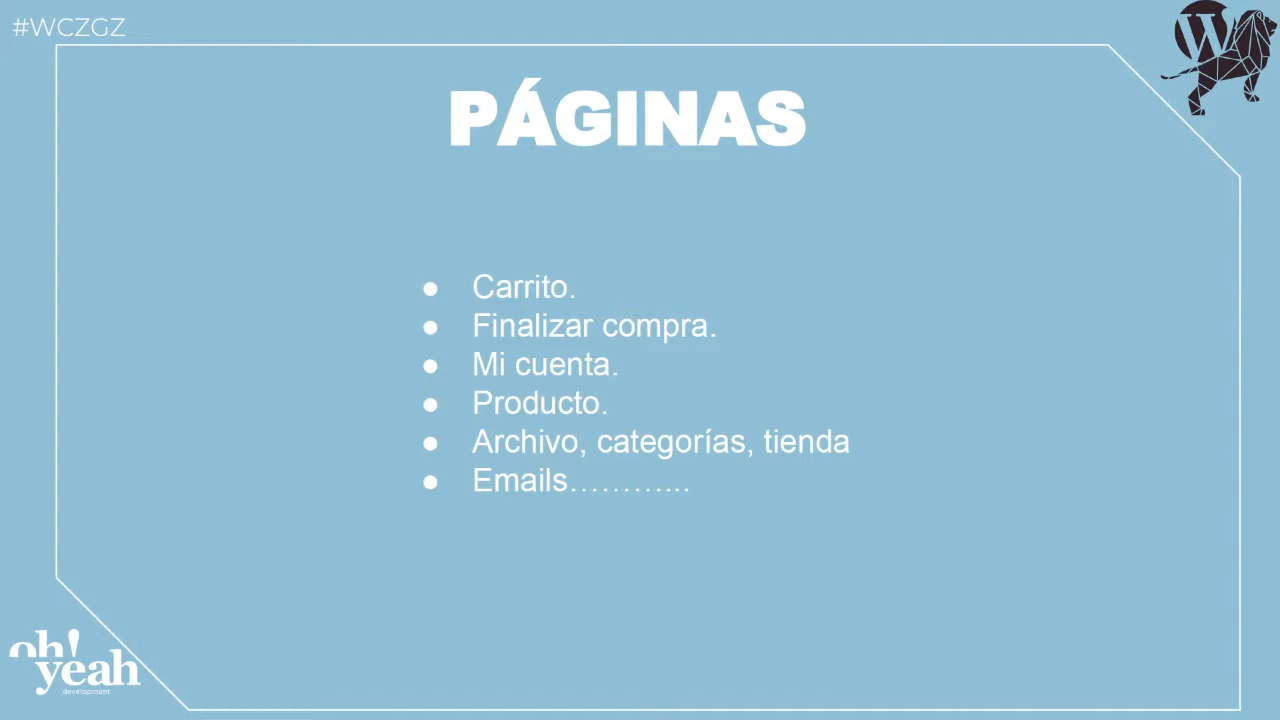 #WCZGZ
W
PÁGINAS
● Carrito.
● Finalizar compra.
● Mi cuenta.
● Producto.
● Archivo, categorías, tienda
● Emails………...
oh!
yeah
development